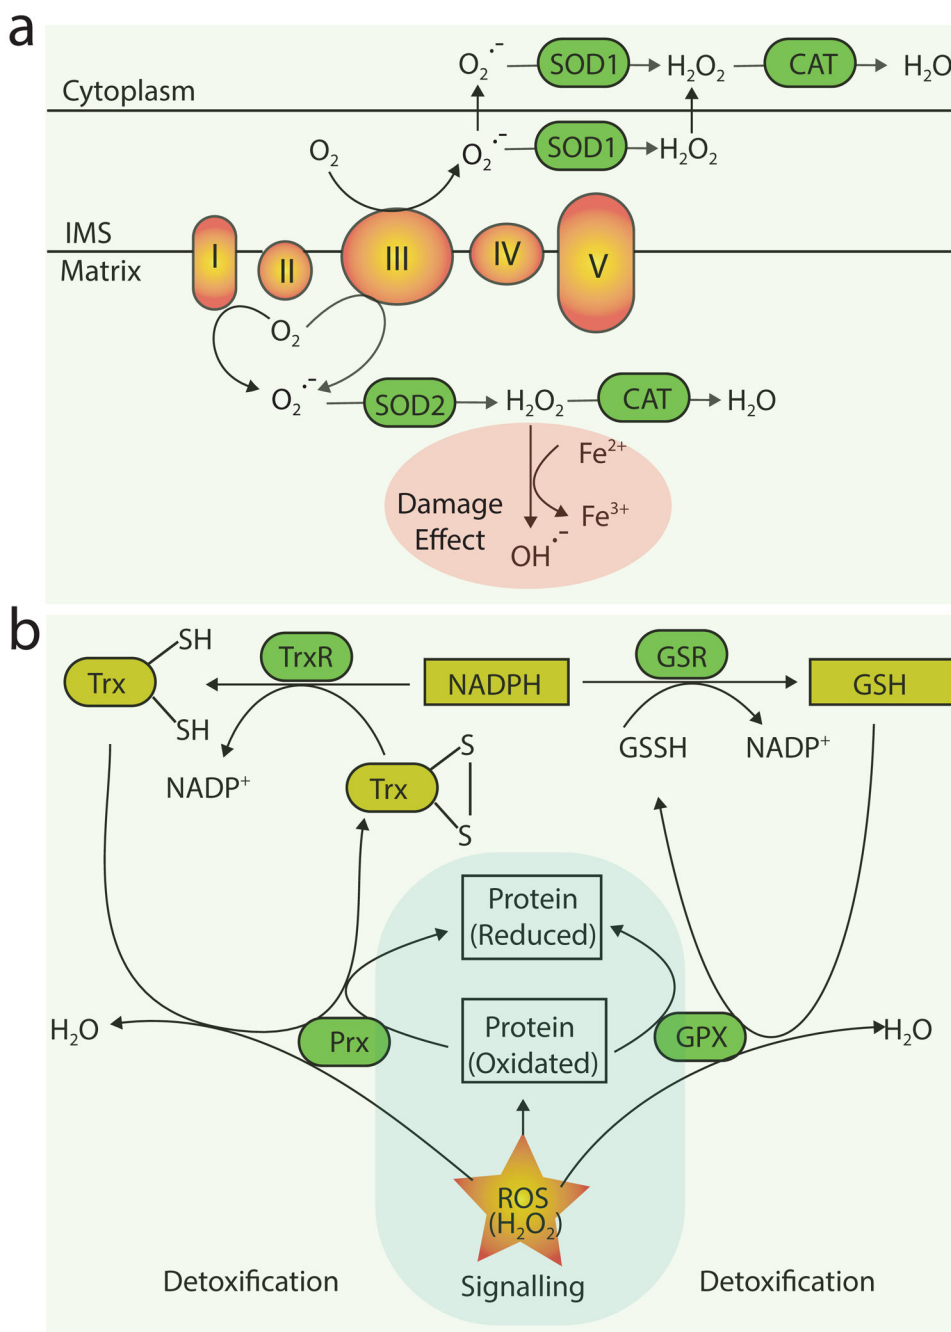 a
O₂·⁻ SOD1 H₂O₂ CAT H₂O
Cytoplasm
O₂ O₂·⁻ SOD1 H₂O₂
IMS
I II III IV V
Matrix
O₂
O₂·⁻ SOD2 H₂O₂ CAT H₂O
Fe²⁺
Damage
Effect
Fe³⁺
OH·⁻
b
SH
Trx
SH
TrxR
NADPH
GSR
GSH
NADP⁺
Trx
S
S
GSSH
NADP⁺
Protein
(Reduced)
H₂O
Prx
Protein
(Oxidated)
GPX
H₂O
ROS
(H₂O₂)
Detoxification
Signalling
Detoxification